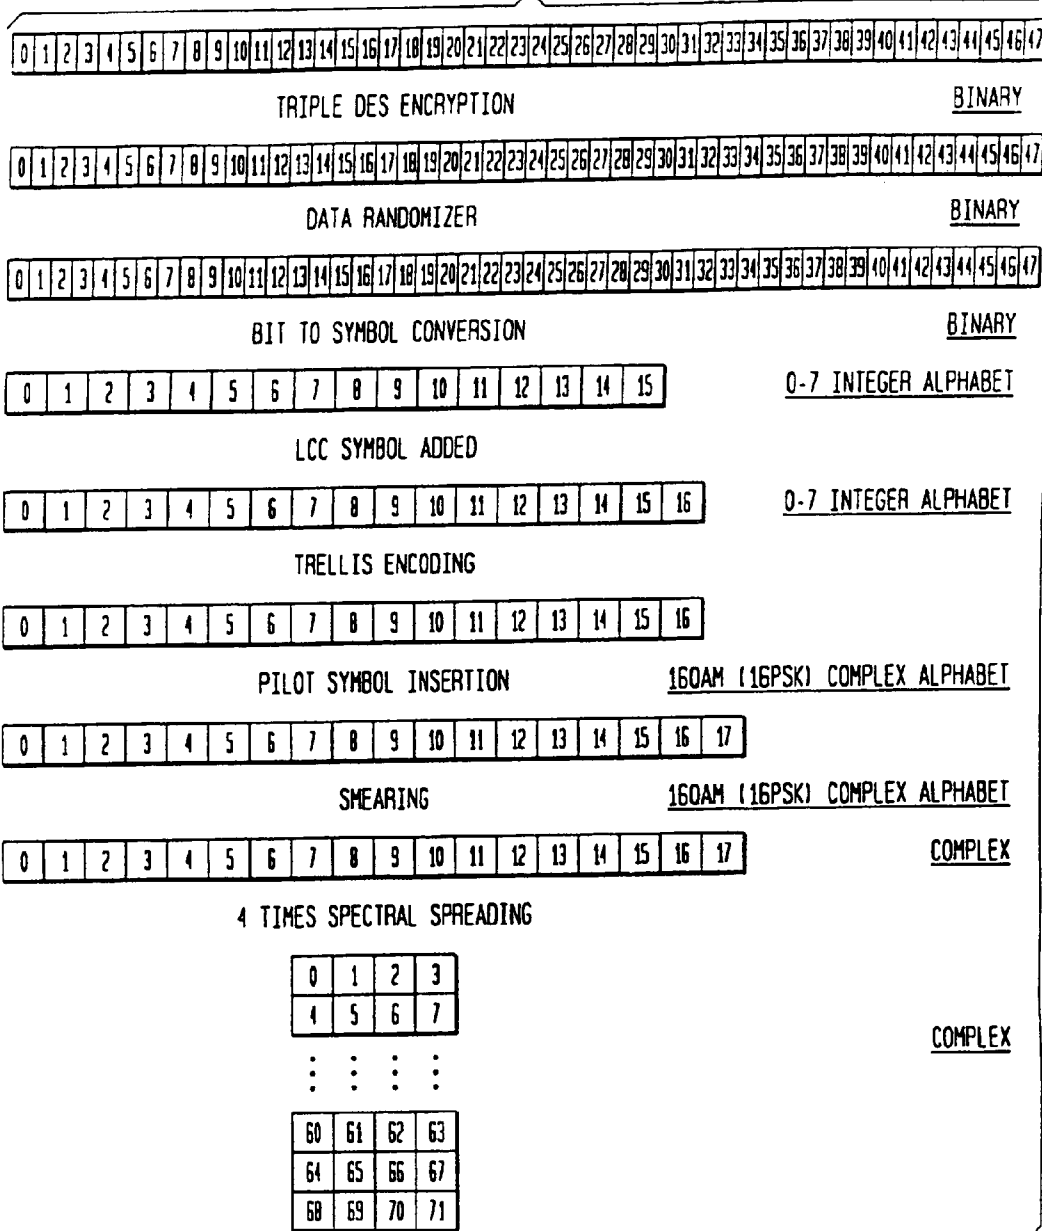 0 1 2 3 4 5 6 7 8 9 10 11 12 13 14 15 16 17 18 19 20 21 22 23 24 25 26 27 28 29 30 31 32 33 34 35 36 37 38 39 40 41 42 43 44 45 46 47
TRIPLE DES ENCRYPTION BINARY
0 1 2 3 4 5 6 7 8 9 10 11 12 13 14 15 16 17 18 19 20 21 22 23 24 25 26 27 28 29 30 31 32 33 34 35 36 37 38 39 40 41 42 43 44 45 46 47
DATA RANDOMIZER BINARY
0 1 2 3 4 5 6 7 8 9 10 11 12 13 14 15 16 17 18 19 20 21 22 23 24 25 26 27 28 29 30 31 32 33 34 35 36 37 38 39 40 41 42 43 44 45 46 47
BIT TO SYMBOL CONVERSION BINARY
0 1 2 3 4 5 6 7 8 9 10 11 12 13 14 15 0-7 INTEGER ALPHABET
LCC SYMBOL ADDED
0 1 2 3 4 5 6 7 8 9 10 11 12 13 14 15 16 0-7 INTEGER ALPHABET
TRELLIS ENCODING
0 1 2 3 4 5 6 7 8 9 10 11 12 13 14 15 16
PILOT SYMBOL INSERTION 16QAM (16PSK) COMPLEX ALPHABET
0 1 2 3 4 5 6 7 8 9 10 11 12 13 14 15 16 17
SMEARING 16QAM (16PSK) COMPLEX ALPHABET
0 1 2 3 4 5 6 7 8 9 10 11 12 13 14 15 16 17 COMPLEX
4 TIMES SPECTRAL SPREADING
0 1 2 3
4 5 6 7
COMPLEX
60 61 62 63
64 65 66 67
68 69 70 71